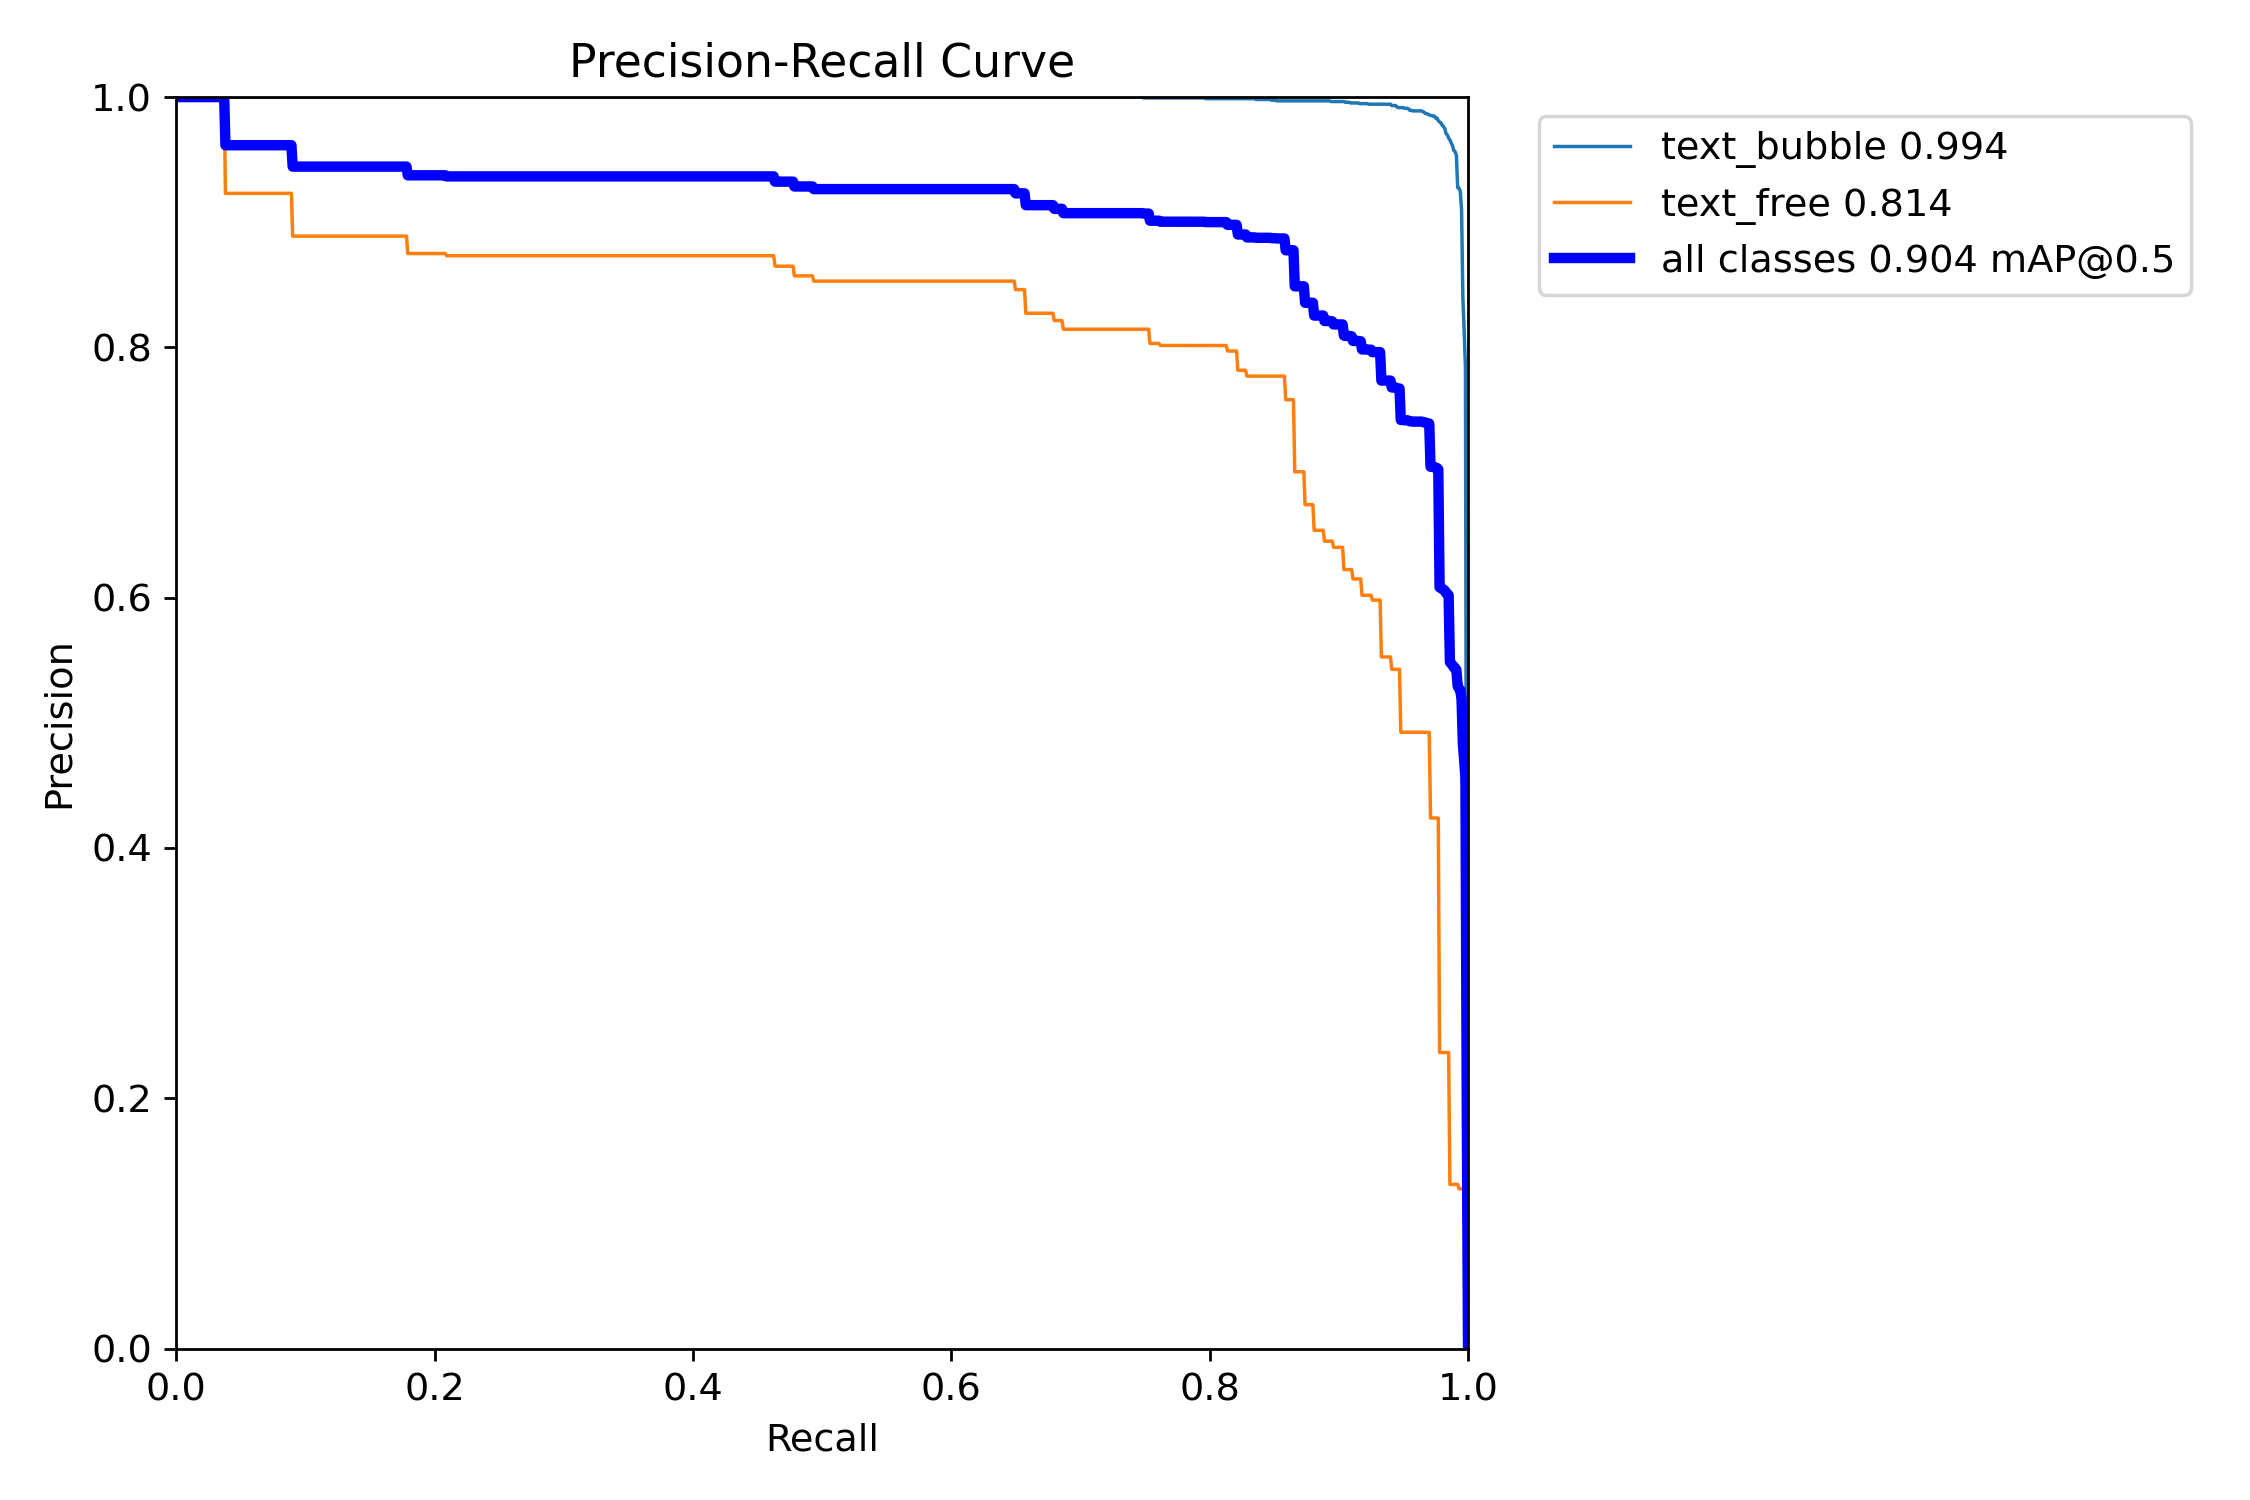 Precision-Recall Curve
1.0
0.8
0.6
0.4
0.2
0.0
Precision
0.0 0.2 0.4 0.6 0.8 1.0
Recall
text_bubble 0.994
text_free 0.814
all classes 0.904 mAP@0.5